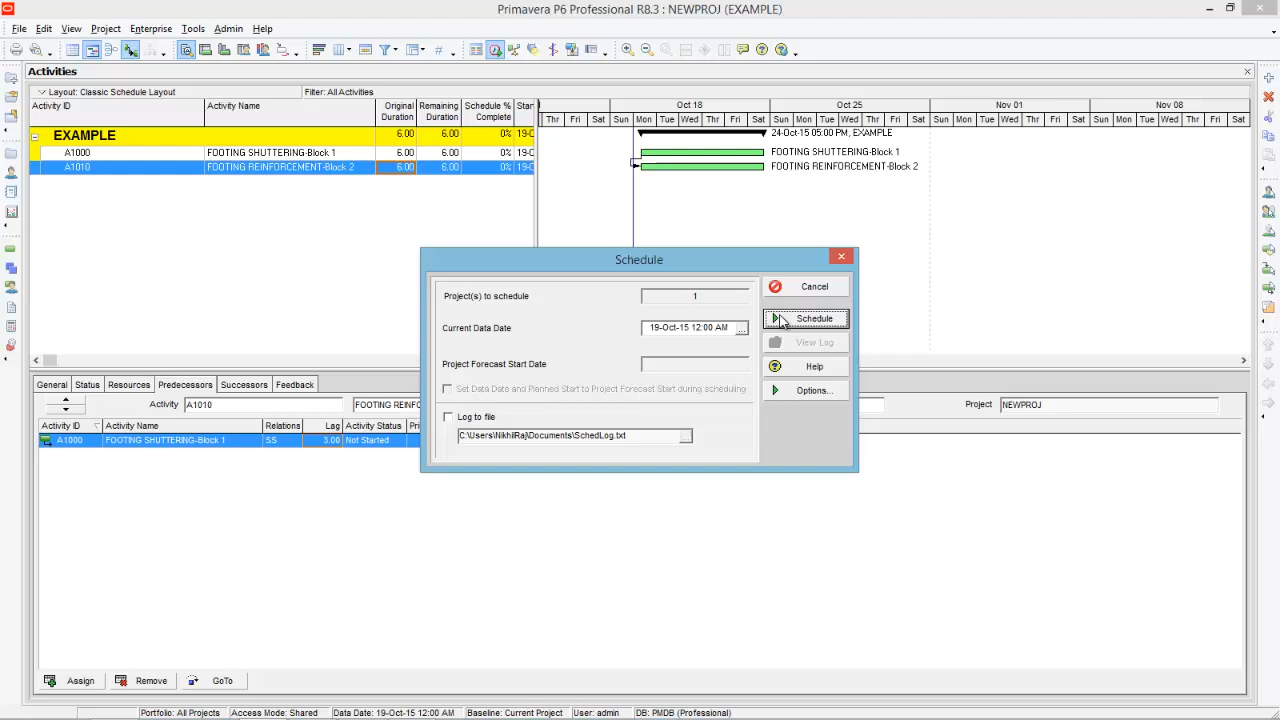 Primavera P6 Professional R8.3 : NEWPROJ (EXAMPLE)
File Edit View Project Enterprise Tools Admin Help
Activities
Layout: Classic Schedule Layout Filter: All Activities
Activity ID Activity Name Original Duration Remaining Duration Schedule % Complete Start
Oct 18 Oct 25 Nov 01 Nov 08
Thr Fri Sat Sun Mon Tue Wed Thr Fri Sat Sun Mon Tue Wed Thr Fri Sat Sun Mon Tue Wed Thr Fri Sat Sun Mon Tue Wed Thr Fri Sat
EXAMPLE 6.00 6.00 0% 19-O 24-Oct-15 05:00 PM, EXAMPLE
A1000 FOOTING SHUTTERING-Block 1 6.00 6.00 0% 19-O FOOTING SHUTTERING-Block 1
A1010 FOOTING REINFORCEMENT-Block 2 6.00 6.00 0% 19-O FOOTING REINFORCEMENT-Block 2
Schedule
Project(s) to schedule 1 Cancel
Current Data Date 19-Oct-15 12:00 AM ... Schedule
View Log
Project Forecast Start Date Help
Set Data Date and Planned Start to Project Forecast Start during scheduling Options...
Log to file
C:\Users\NikhilRaj\Documents\SchedLog.txt
General Status Resources Predecessors Successors Feedback
Activity A1010 FOOTING REINFO Project NEWPROJ
Activity ID Activity Name Relations Lag Activity Status Pri
A1000 FOOTING SHUTTERING-Block 1 SS 3.00 Not Started
Assign Remove GoTo
Portfolio: All Projects Access Mode: Shared Data Date: 19-Oct-15 12:00 AM Baseline: Current Project User: admin DB: PMDB (Professional)